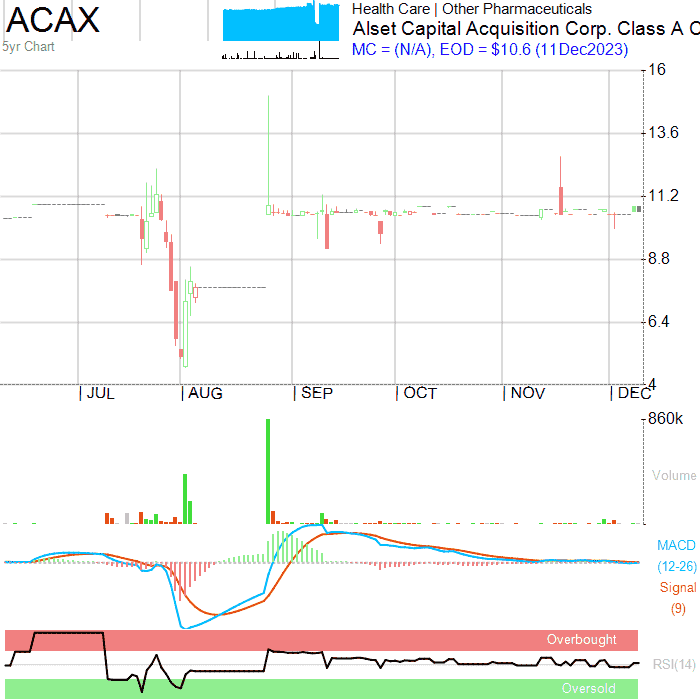 ACAX
5yr Chart
Health Care | Other Pharmaceuticals
Alset Capital Acquisition Corp. Class A C
MC = (N/A), EOD = $10.6 (11Dec2023)
16
13.6
11.2
8.8
6.4
4
| JUL | AUG | SEP | OCT | NOV | DEC
860k
Volume
MACD
(12-26)
Signal
(9)
Overbought
RSI(14)
Oversold